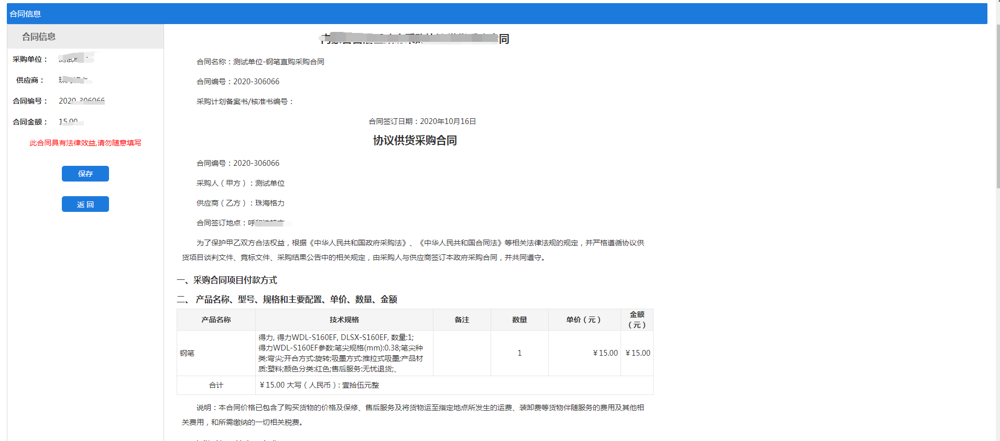 合同信息
合同信息
采购单位：
供应商：
合同编号： 2020-306066
合同金额： 15.00
此合同具有法律效益,请勿随意填写
保存
返 回
同
合同名称：测试单位-钢笔直购采购合同
合同编号：2020-306066
采购计划备案书/核准书编号：
合同签订日期：2020年10月16日
协议供货采购合同
合同编号：2020-306066
采购人（甲方）：测试单位
供应商（乙方）：珠海格力
合同签订地点：呼
为了保护甲乙双方合法权益，根据《中华人民共和国政府采购法》、《中华人民共和国合同法》等相关法律法规的规定，并严格遵循协议供
货项目谈判文件、竞标文件、采购结果公告中的相关规定，由采购人与供应商签订本政府采购合同，并共同遵守。
一、采购合同项目付款方式
二、 产品名称、型号、规格和主要配置、单价、数量、金额
产品名称 技术规格 备注 数量 单价（元） 金额（元）
钢笔
得力, 得力WDL-S160EF, DLSX-S160EF, 数量:1;
得力WDL-S160EF参数:笔尖规格(mm):0.38;笔尖种
类:弯尖;开合方式:旋转;吸墨方式:推拉式吸墨;产品材
质:塑料;颜色分类:红色;售后服务:无忧退货;、
1 ￥15.00 ￥15.00
合计 ￥15.00 大写（人民币）: 壹拾伍元整
说明：本合同价格已包含了购买货物的价格及保修、售后服务及将货物运至指定地点所发生的运费、装卸费等货物伴随服务的费用及其他相
关费用，和所需缴纳的一切相关税费。